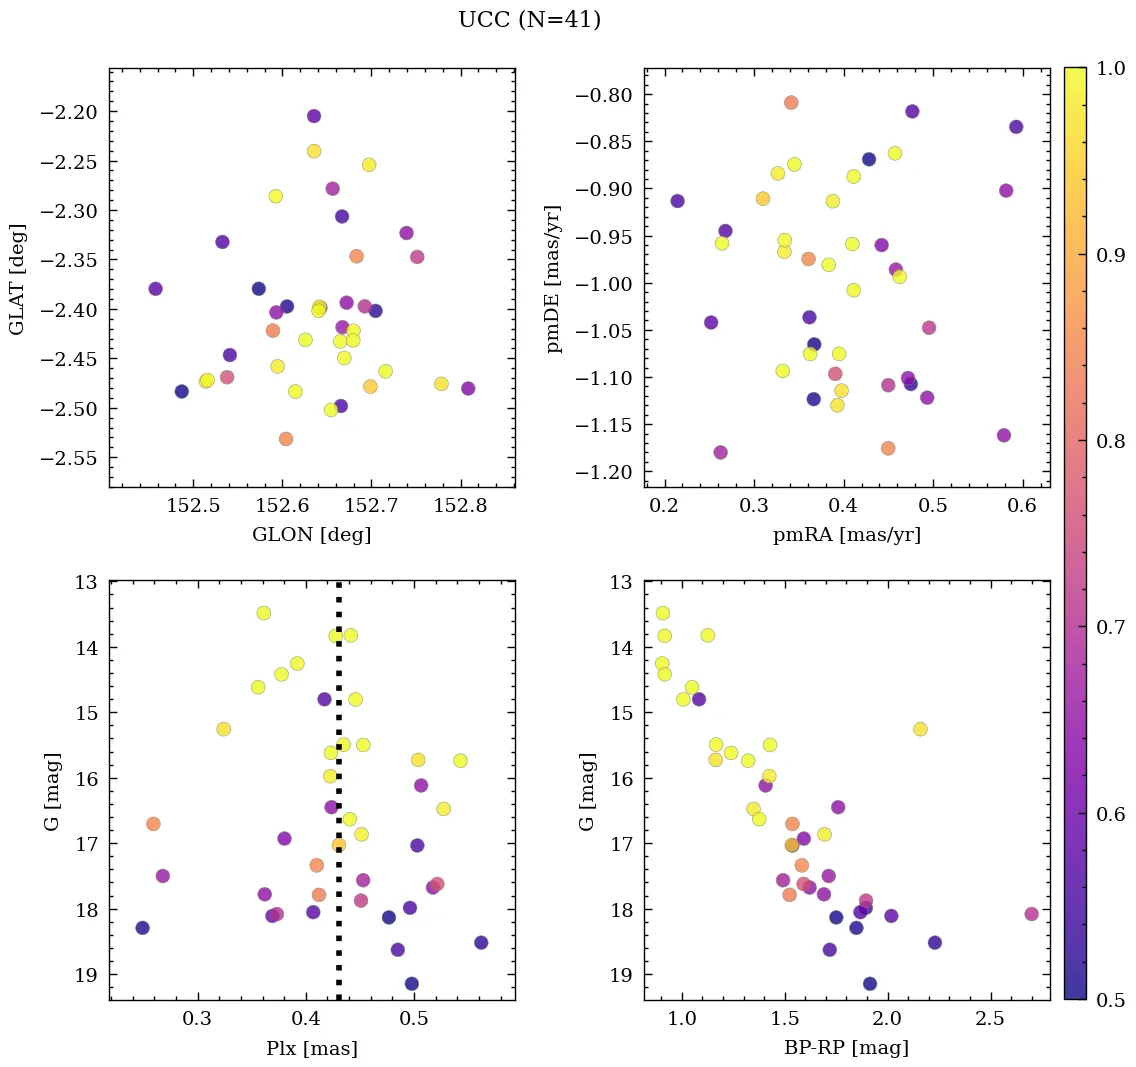 UCC (N=41)
−2.20
−2.25
−2.30
−2.35
−2.40
−2.45
−2.50
−2.55
GLAT [deg]
152.5 152.6 152.7 152.8
GLON [deg]
−0.80
−0.85
−0.90
−0.95
−1.00
−1.05
−1.10
−1.15
−1.20
pmDE [mas/yr]
0.2 0.3 0.4 0.5 0.6
pmRA [mas/yr]
13
14
15
16
17
18
19
G [mag]
0.3 0.4 0.5
Plx [mas]
13
14
15
16
17
18
19
G [mag]
1.0 1.5 2.0 2.5
BP-RP [mag]
1.0
0.9
0.8
0.7
0.6
0.5